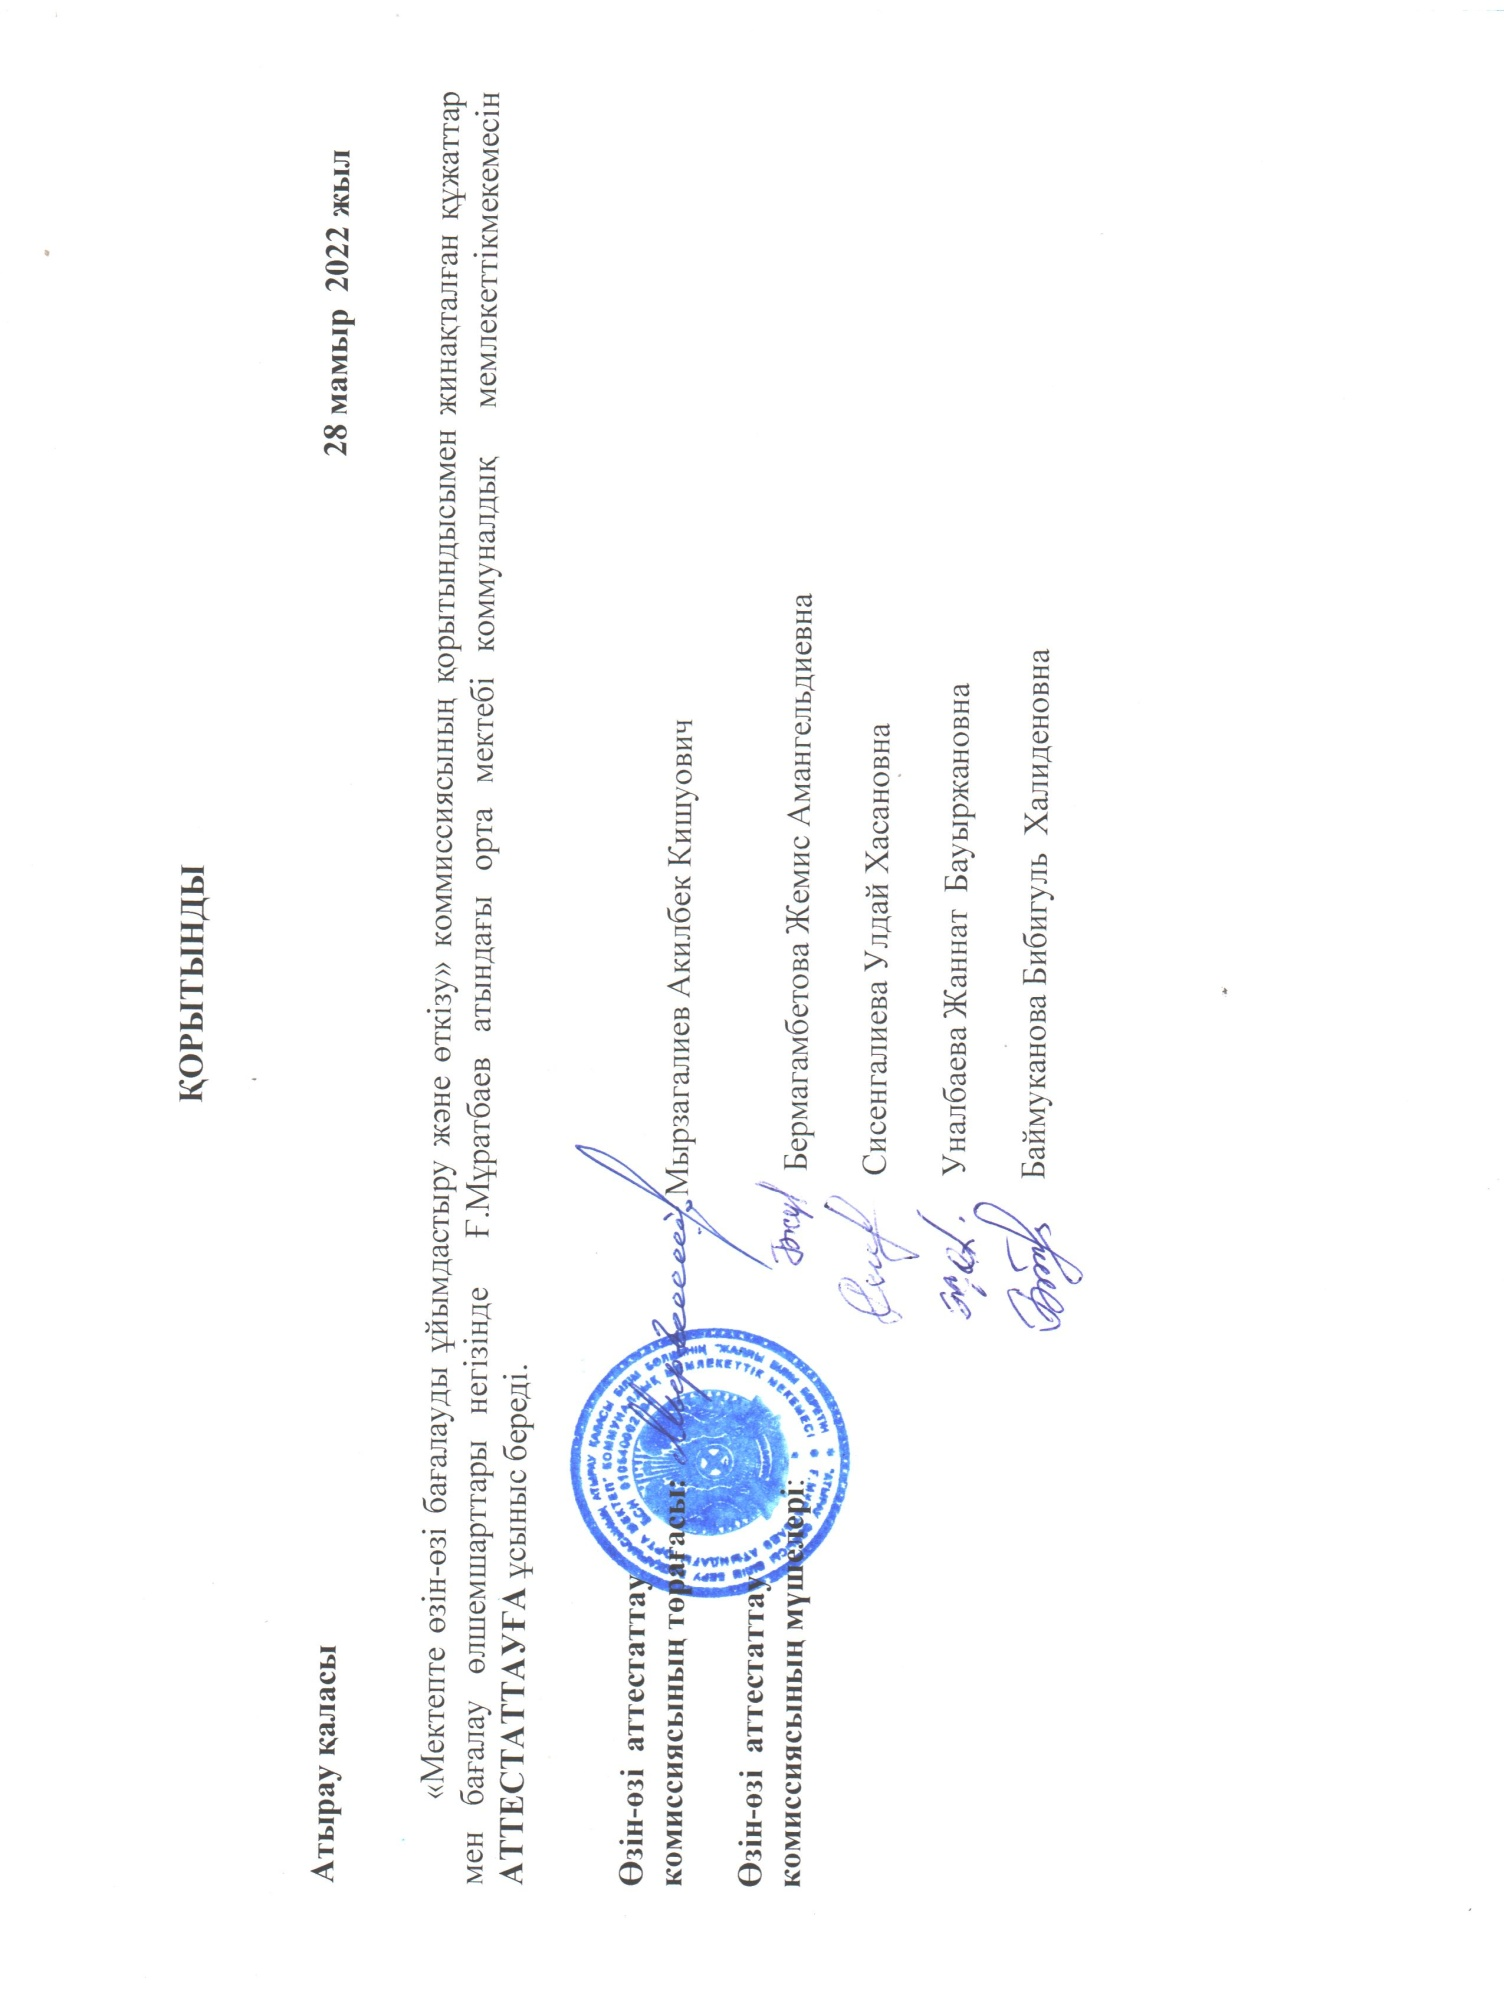 ҚОРЫТЫНДЫ
Атырау қаласы 28 мамыр 2022 жыл
«Мектепте өзін-өзі бағалауды ұйымдастыру және өткізу» коммиссиясының қорытындысымен жинақталған құжаттар
мен бағалау өлшемшарттары негізінде Ғ.Мұратбаев атындағы орта мектебі коммуналдық мемлекеттікмекемесін
АТТЕСТАТТАУҒА ұсыныс береді.
Өзін-өзі аттестаттау
комиссиясының төрағасы: Мырзагалиев Акилбек Кишуович
Өзін-өзі аттестаттау
комиссиясының мүшелері: Бермагамбетова Жемис Амангельдиевна
Сисенгалиева Улдай Хасановна
Уналбаева Жаннат Бауыржановна
Баймуканова Бибигуль Халиденовна